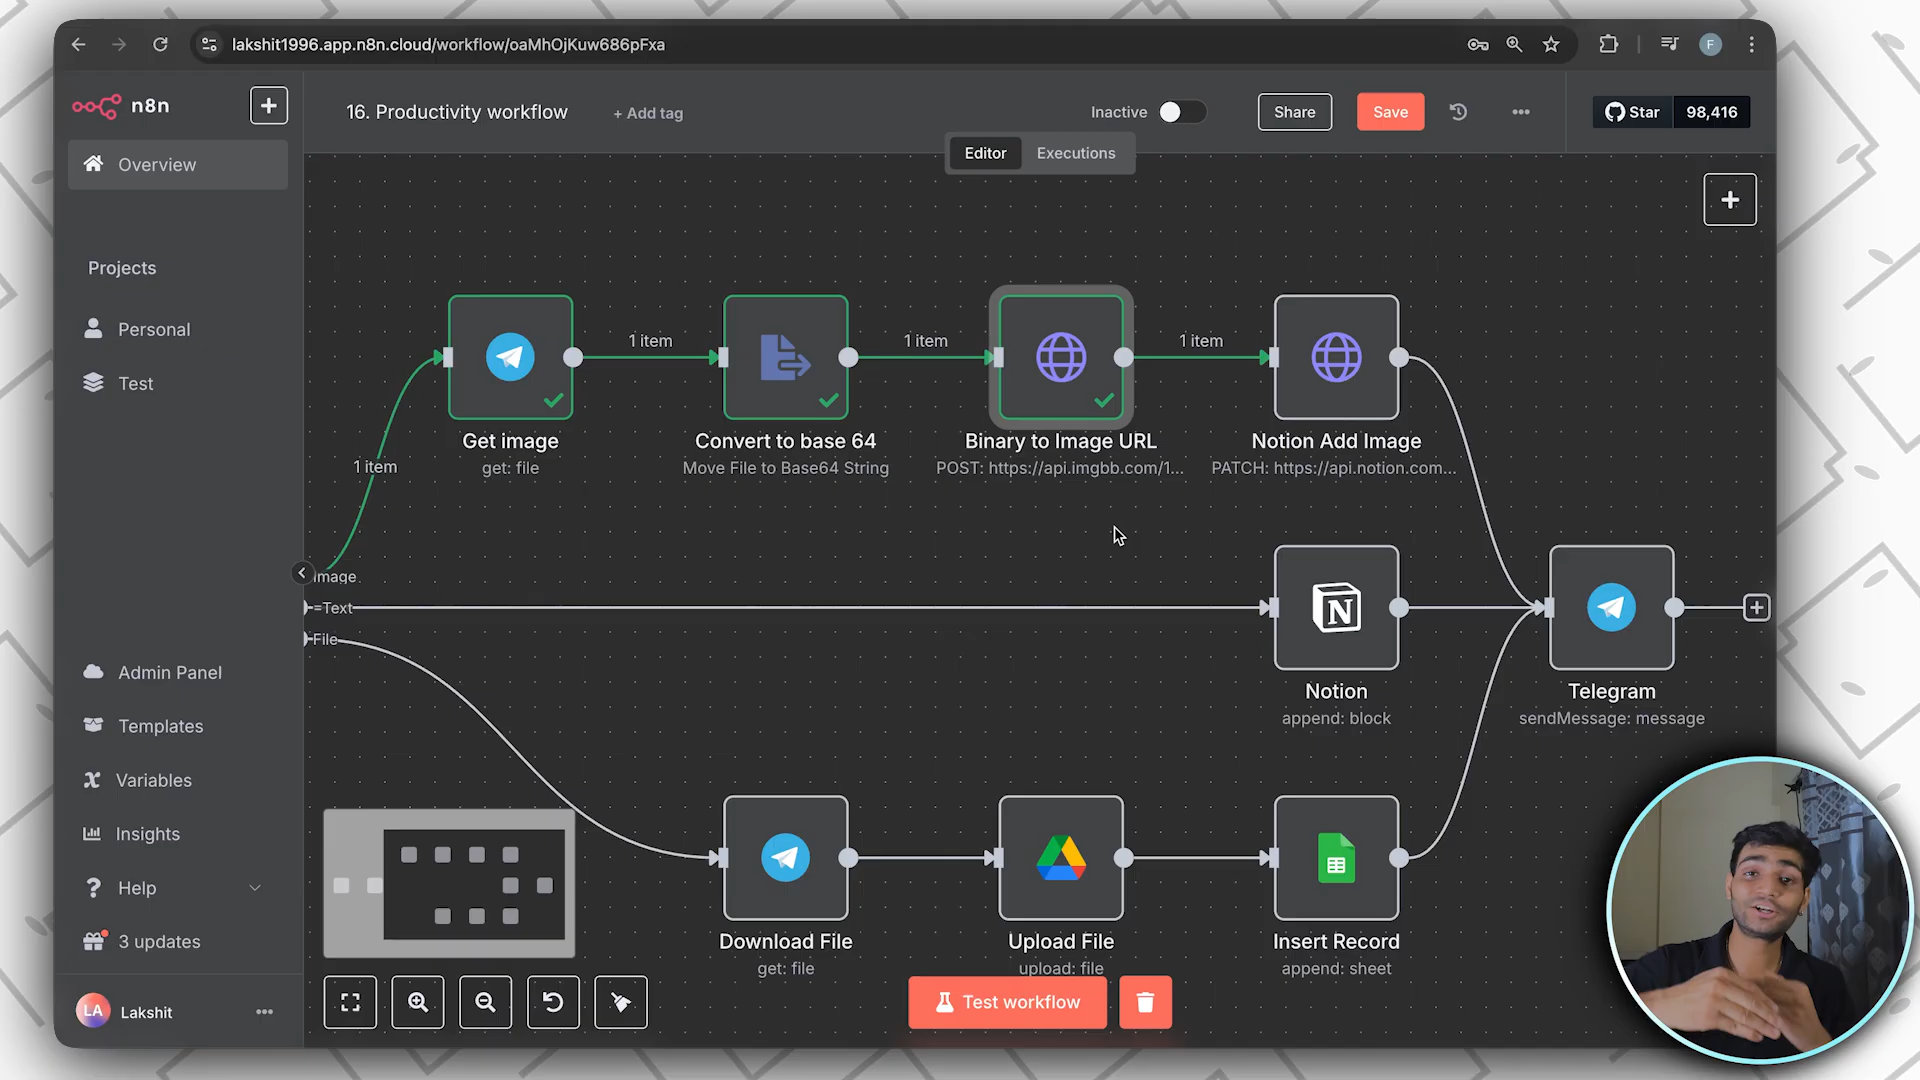 lakshit1996.app.n8n.cloud/workflow/oaMhOjKuw686pFxa
F
n8n
16. Productivity workflow
+ Add tag
Inactive
Share
Save
Star
98,416
Editor
Executions
Overview
Projects
Personal
Test
Admin Panel
Templates
Variables
Insights
Help
3 updates
LA
Lakshit
1 item
1 item
1 item
1 item
Get image
get: file
Convert to base 64
Move File to Base64 String
Binary to Image URL
POST: https://api.imgbb.com/1...
Notion Add Image
PATCH: https://api.notion.com...
Image
=Text
File
N
Notion
append: block
Telegram
sendMessage: message
Download File
get: file
Upload File
upload: file
Insert Record
append: sheet
Test workflow